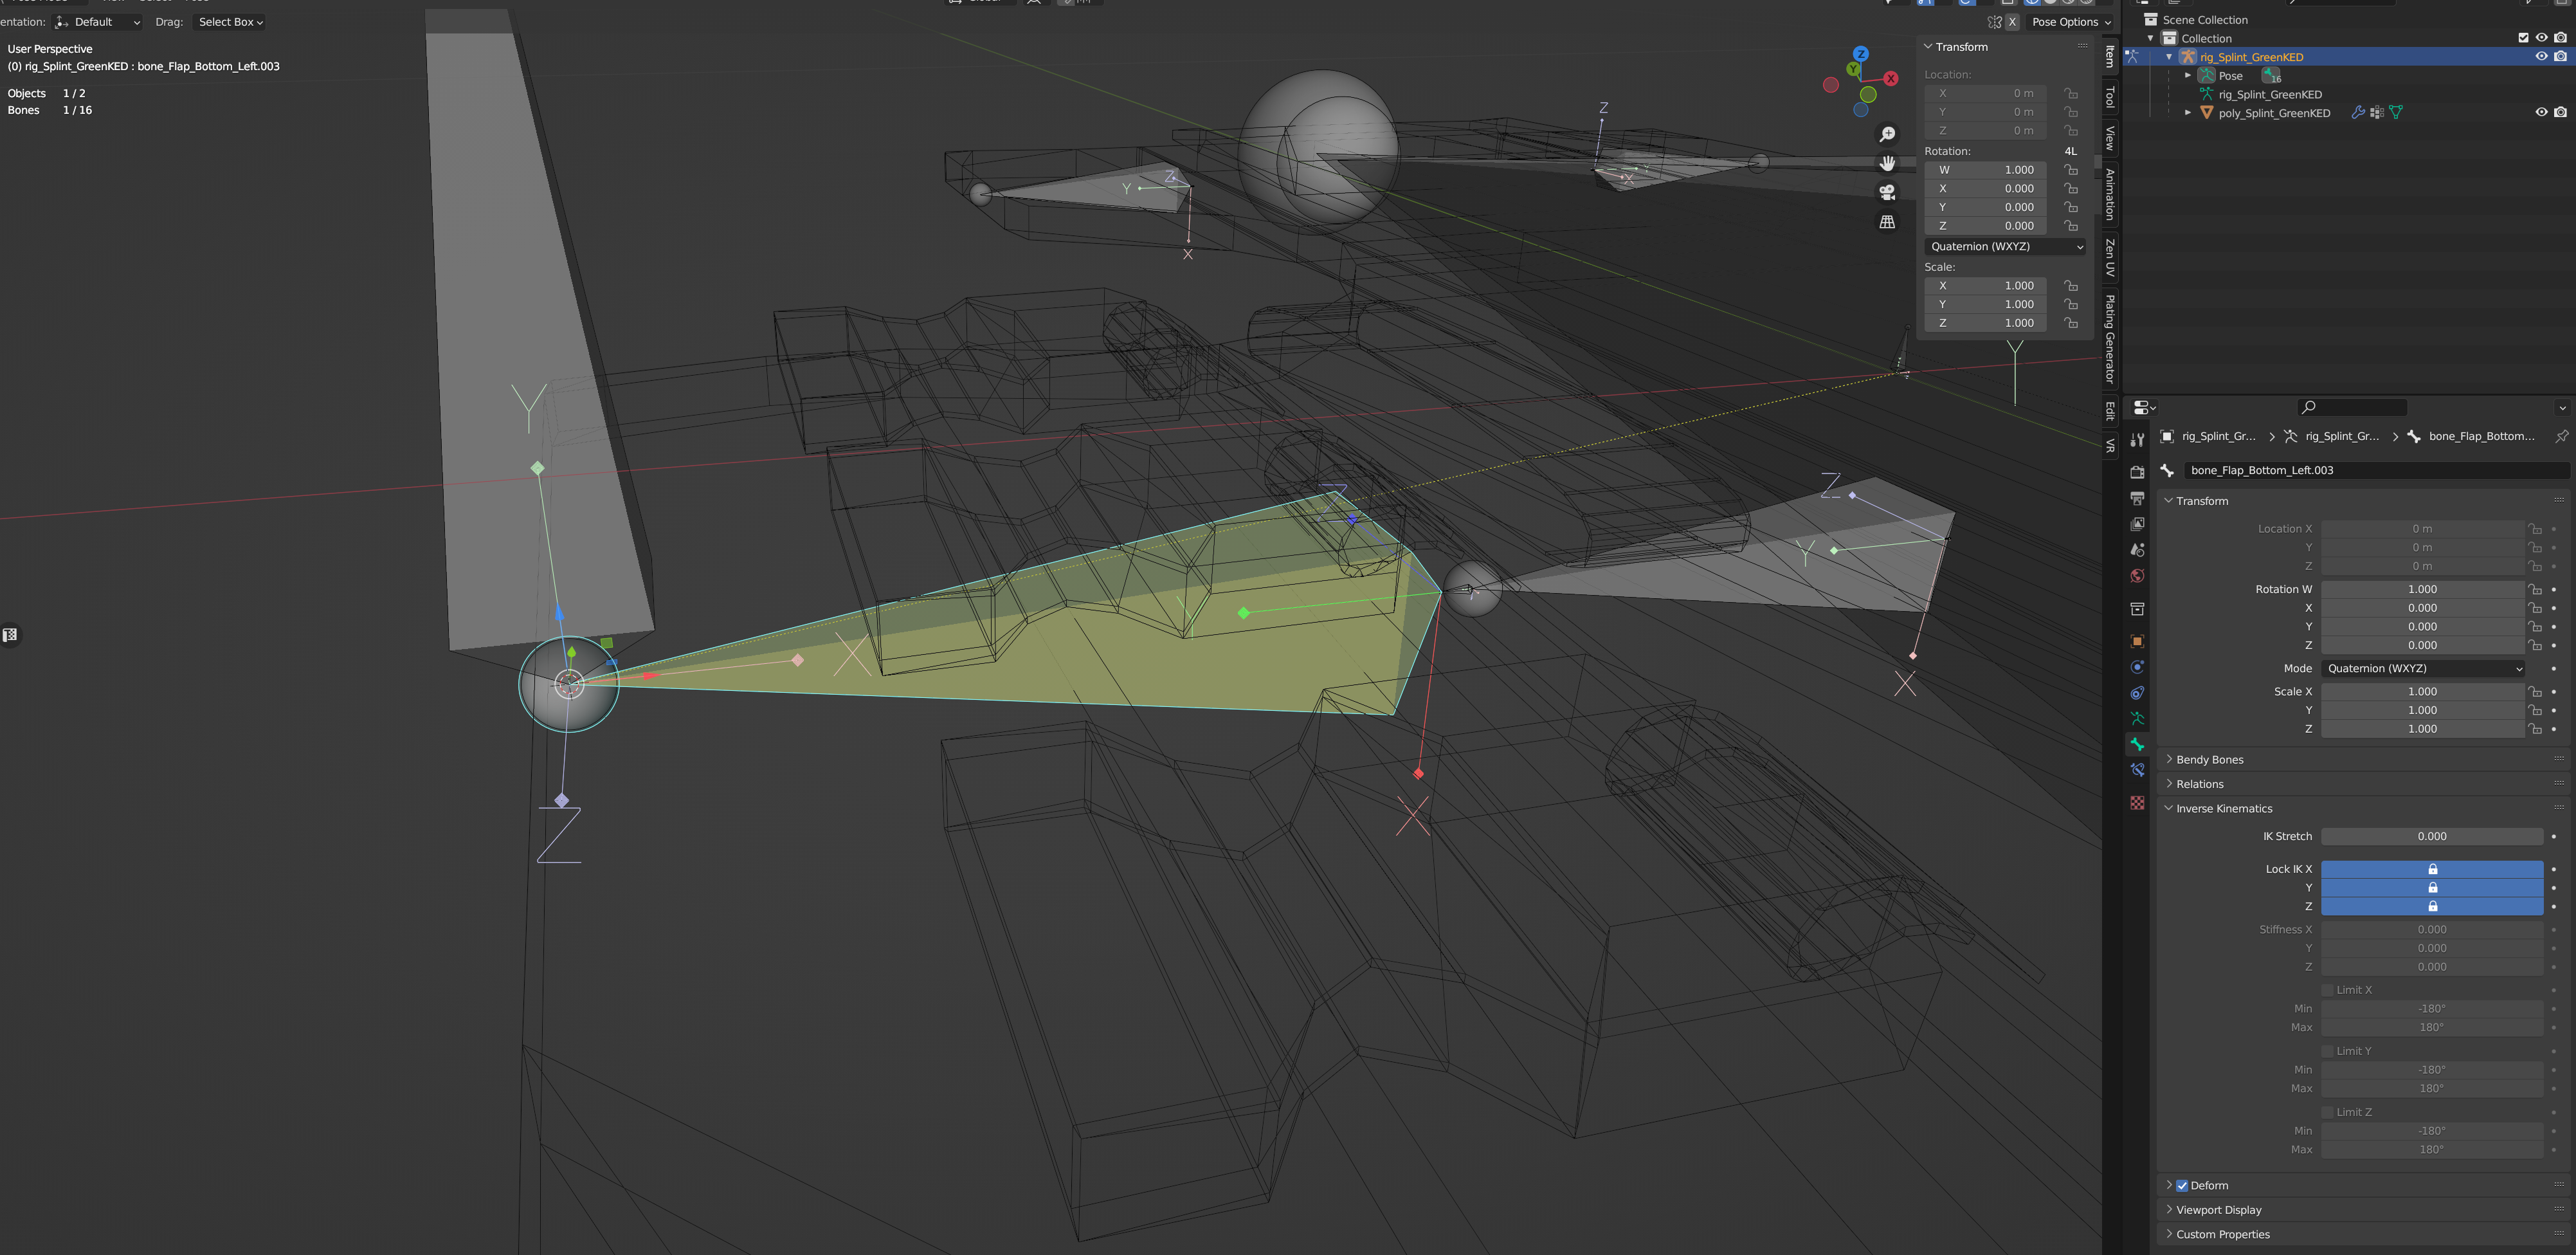 entation: Default Drag: Select Box
X Pose Options
User Perspective
(0) rig_Splint_GreenKED : bone_Flap_Bottom_Left.003
Objects 1 / 2
Bones 1 / 16
Z
Y
X
Z
Y
X
Z
Y
X
Y
Z
X
Y
Z
Y
X
Z
Y
X
Transform
Location:
X 0 m
Y 0 m
Z 0 m
Rotation: 4L
W 1.000
X 0.000
Y 0.000
Z 0.000
Quaternion (WXYZ)
Scale:
X 1.000
Y 1.000
Z 1.000
Item
Tool
View
Animation
Zen UV
Plating Generator
Edit
VR
Scene Collection
Collection
rig_Splint_GreenKED
Pose 16
rig_Splint_GreenKED
poly_Splint_GreenKED
rig_Splint_Gr... rig_Splint_Gr... bone_Flap_Bottom...
bone_Flap_Bottom_Left.003
Transform
Location X 0 m
Y 0 m
Z 0 m
Rotation W 1.000
X 0.000
Y 0.000
Z 0.000
Mode Quaternion (WXYZ)
Scale X 1.000
Y 1.000
Z 1.000
Bendy Bones
Relations
Inverse Kinematics
IK Stretch 0.000
Lock IK X
Y
Z
Stiffness X 0.000
Y 0.000
Z 0.000
Limit X
Min -180°
Max 180°
Limit Y
Min -180°
Max 180°
Limit Z
Min -180°
Max 180°
Deform
Viewport Display
Custom Properties